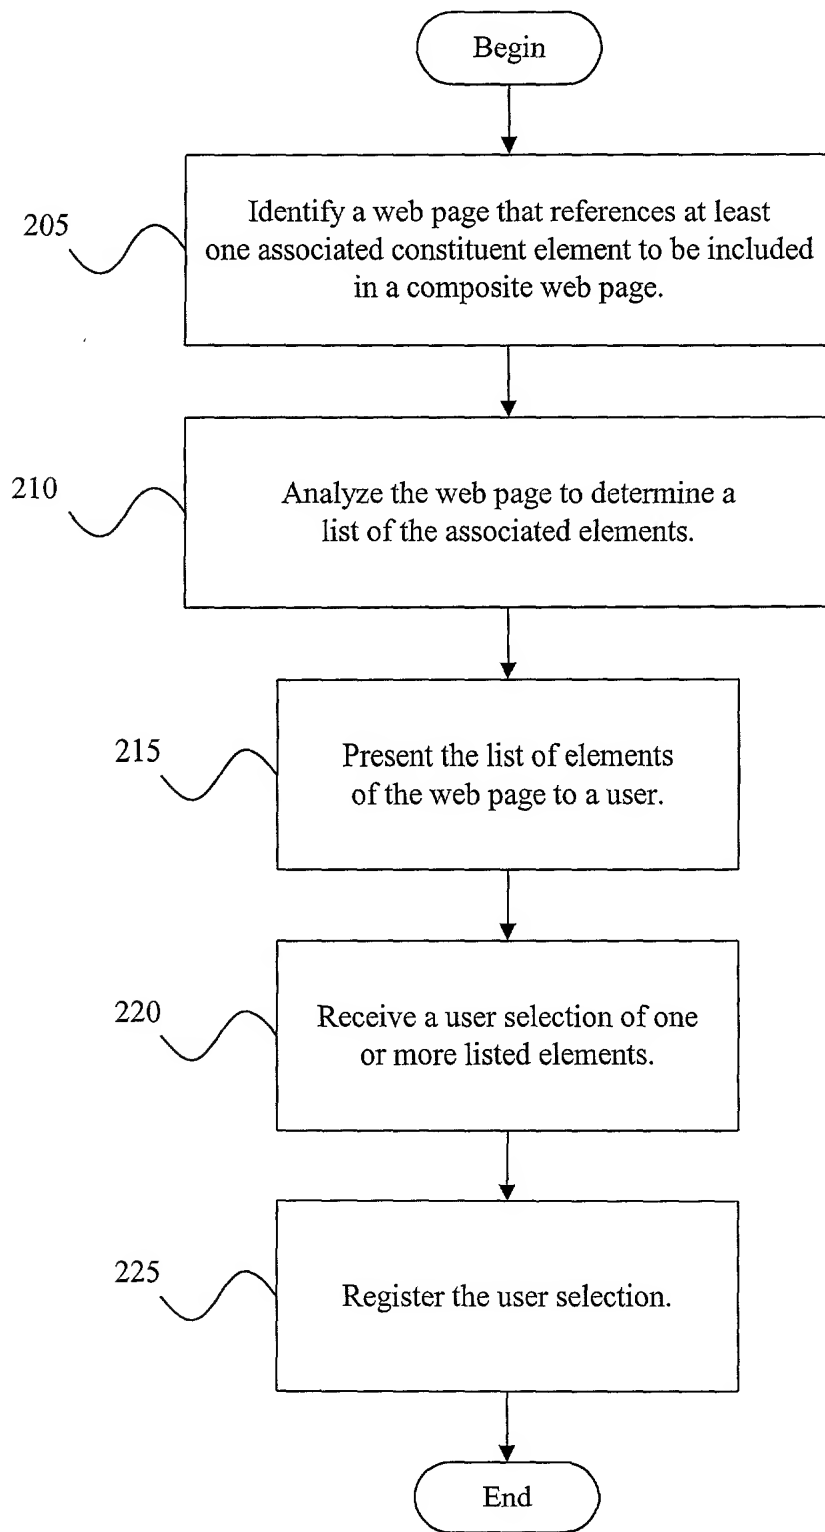 Begin
205
Identify a web page that references at least
one associated constituent element to be included
in a composite web page.
210
Analyze the web page to determine a
list of the associated elements.
215
Present the list of elements
of the web page to a user.
220
Receive a user selection of one
or more listed elements.
225
Register the user selection.
End